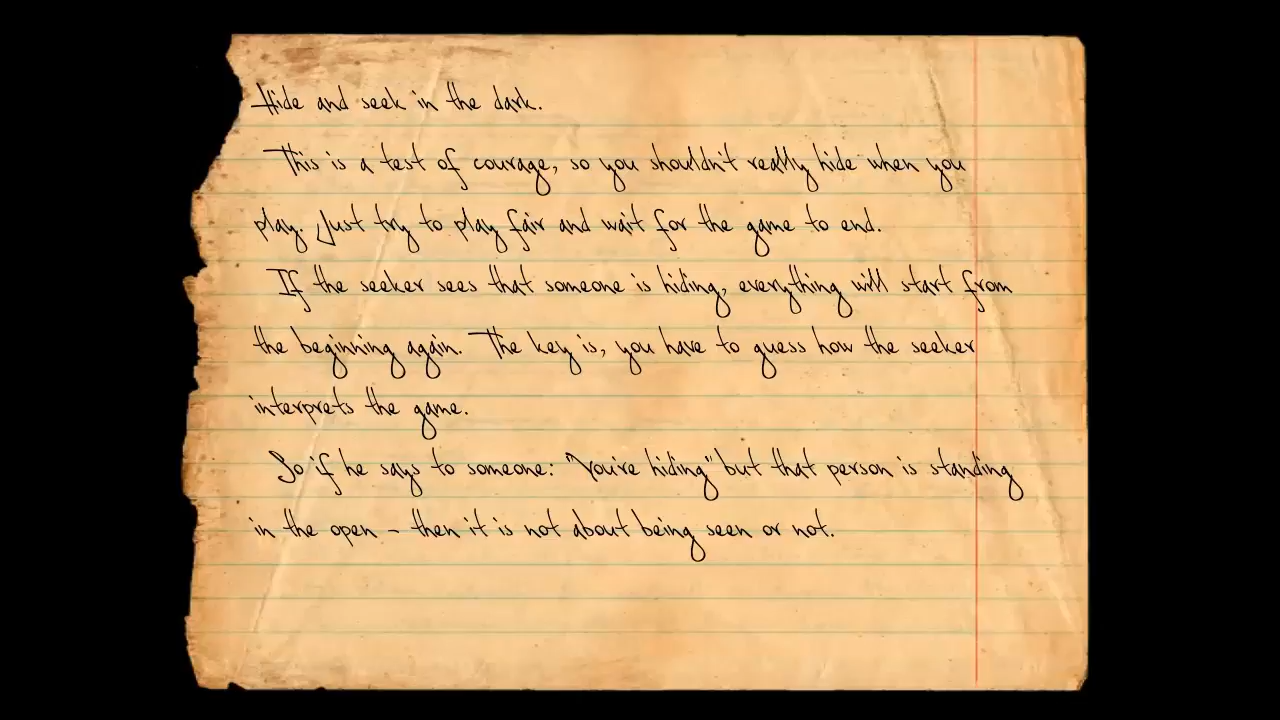 Hide and seek in the dark.
This is a test of courage, so you shouldn't really hide when you
play. Just try to play fair and wait for the game to end.
If the seeker sees that someone is hiding, everything will start from
the beginning again. The key is, you have to guess how the seeker
interprets the game.
So if he says to someone: "You're hiding" but that person is standing
in the open - then it is not about being seen or not.